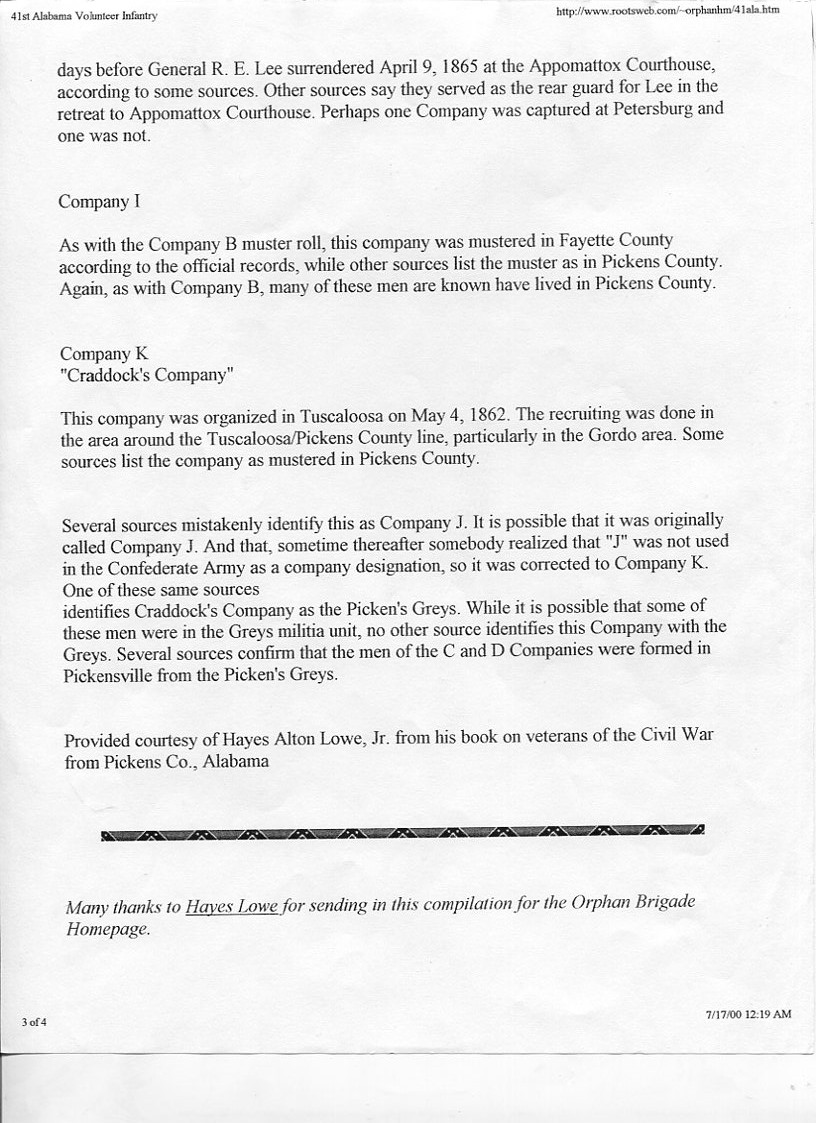 41st Alabama Volunteer Infantry
http://www.rootsweb.com/~orphanhm/41ala.htm
days before General R. E. Lee surrendered April 9, 1865 at the Appomattox Courthouse,
according to some sources. Other sources say they served as the rear guard for Lee in the
retreat to Appomattox Courthouse. Perhaps one Company was captured at Petersburg and
one was not.
Company I
As with the Company B muster roll, this company was mustered in Fayette County
according to the official records, while other sources list the muster as in Pickens County.
Again, as with Company B, many of these men are known have lived in Pickens County.
Company K
"Craddock's Company"
This company was organized in Tuscaloosa on May 4, 1862. The recruiting was done in
the area around the Tuscaloosa/Pickens County line, particularly in the Gordo area. Some
sources list the company as mustered in Pickens County.
Several sources mistakenly identify this as Company J. It is possible that it was originally
called Company J. And that, sometime thereafter somebody realized that "J" was not used
in the Confederate Army as a company designation, so it was corrected to Company K.
One of these same sources
identifies Craddock's Company as the Picken's Greys. While it is possible that some of
these men were in the Greys militia unit, no other source identifies this Company with the
Greys. Several sources confirm that the men of the C and D Companies were formed in
Pickensville from the Picken's Greys.
Provided courtesy of Hayes Alton Lowe, Jr. from his book on veterans of the Civil War
from Pickens Co., Alabama
Many thanks to Hayes Lowe for sending in this compilation for the Orphan Brigade
Homepage.
3 of 4
7/17/00 12:19 AM